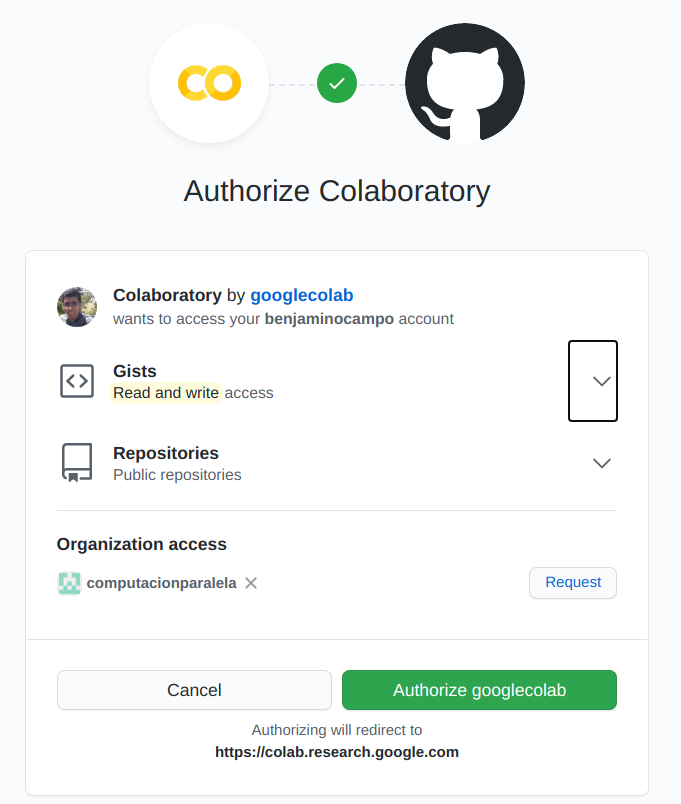 Authorize Colaboratory
Colaboratory by googlecolab
wants to access your benjaminocampo account
Gists
Read and write access
Repositories
Public repositories
Organization access
computacionparalela
Request
Cancel
Authorize googlecolab
Authorizing will redirect to
https://colab.research.google.com